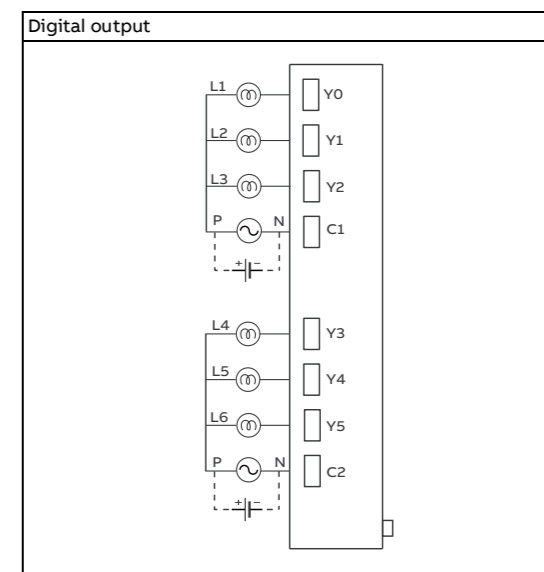 Digital output
L1 Y0
L2 Y1
L3 Y2
P N C1
+ −
L4 Y3
L5 Y4
L6 Y5
P N C2
+ −